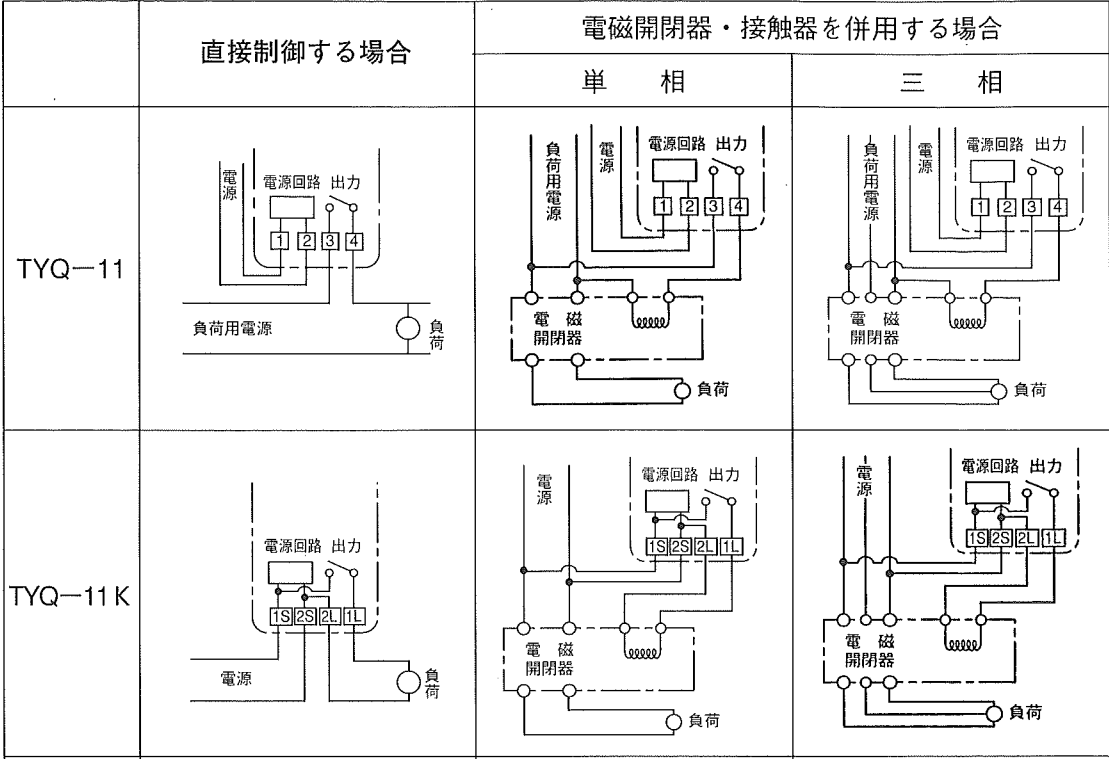 直接制御する場合
電磁開閉器・接触器を併用する場合
単 相
三 相
TYQ－11
電源
電源回路 出力
1 2 3 4
負荷用電源
負荷
負荷用電源
電源
電源回路 出力
1 2 3 4
電 磁
開閉器
負荷
負荷用電源
電源
電源回路 出力
1 2 3 4
電 磁
開閉器
負荷
TYQ－11K
電源回路 出力
1S 2S 2L 1L
電源
負荷
電源
電源回路 出力
1S 2S 2L 1L
電 磁
開閉器
負荷
電源
電源回路 出力
1S 2S 2L 1L
電 磁
開閉器
負荷